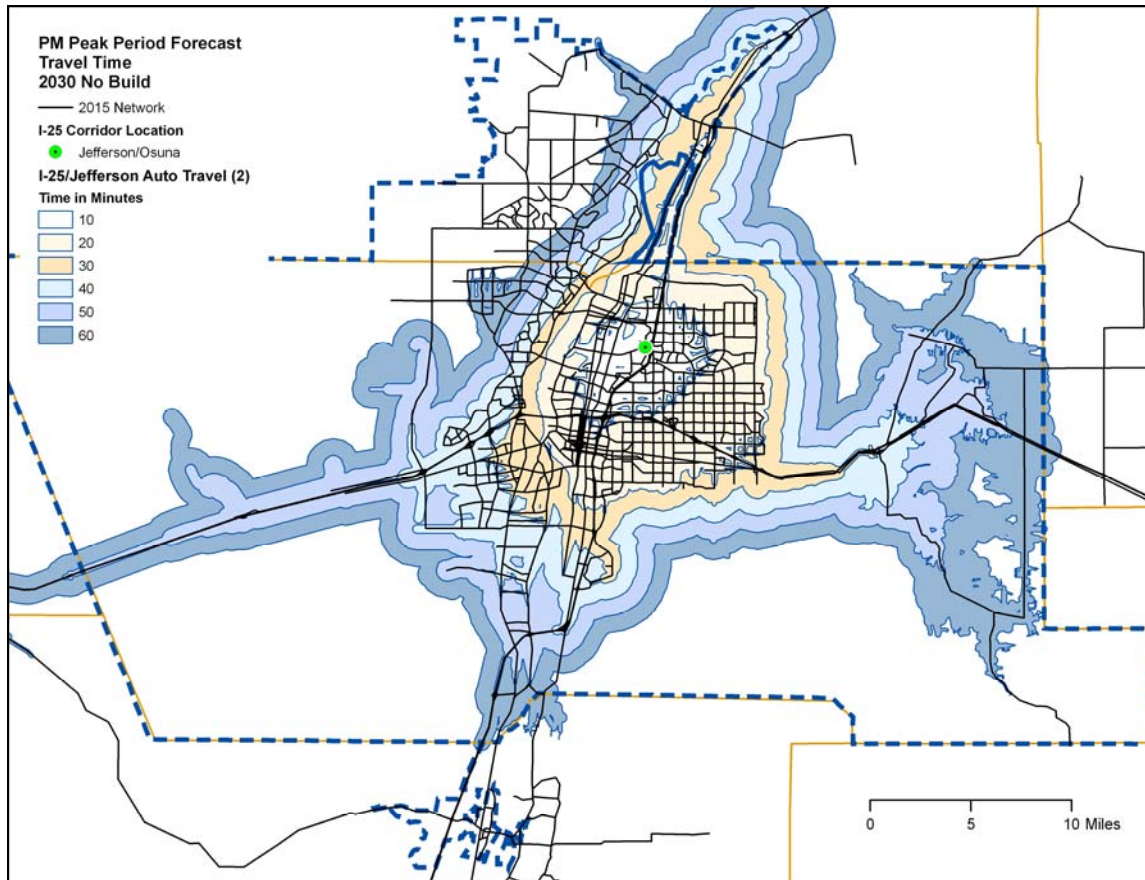 PM Peak Period Forecast
Travel Time
2030 No Build
2015 Network
I-25 Corridor Location
Jefferson/Osuna
I-25/Jefferson Auto Travel (2)
Time in Minutes
10
20
30
40
50
60
0 5 10 Miles